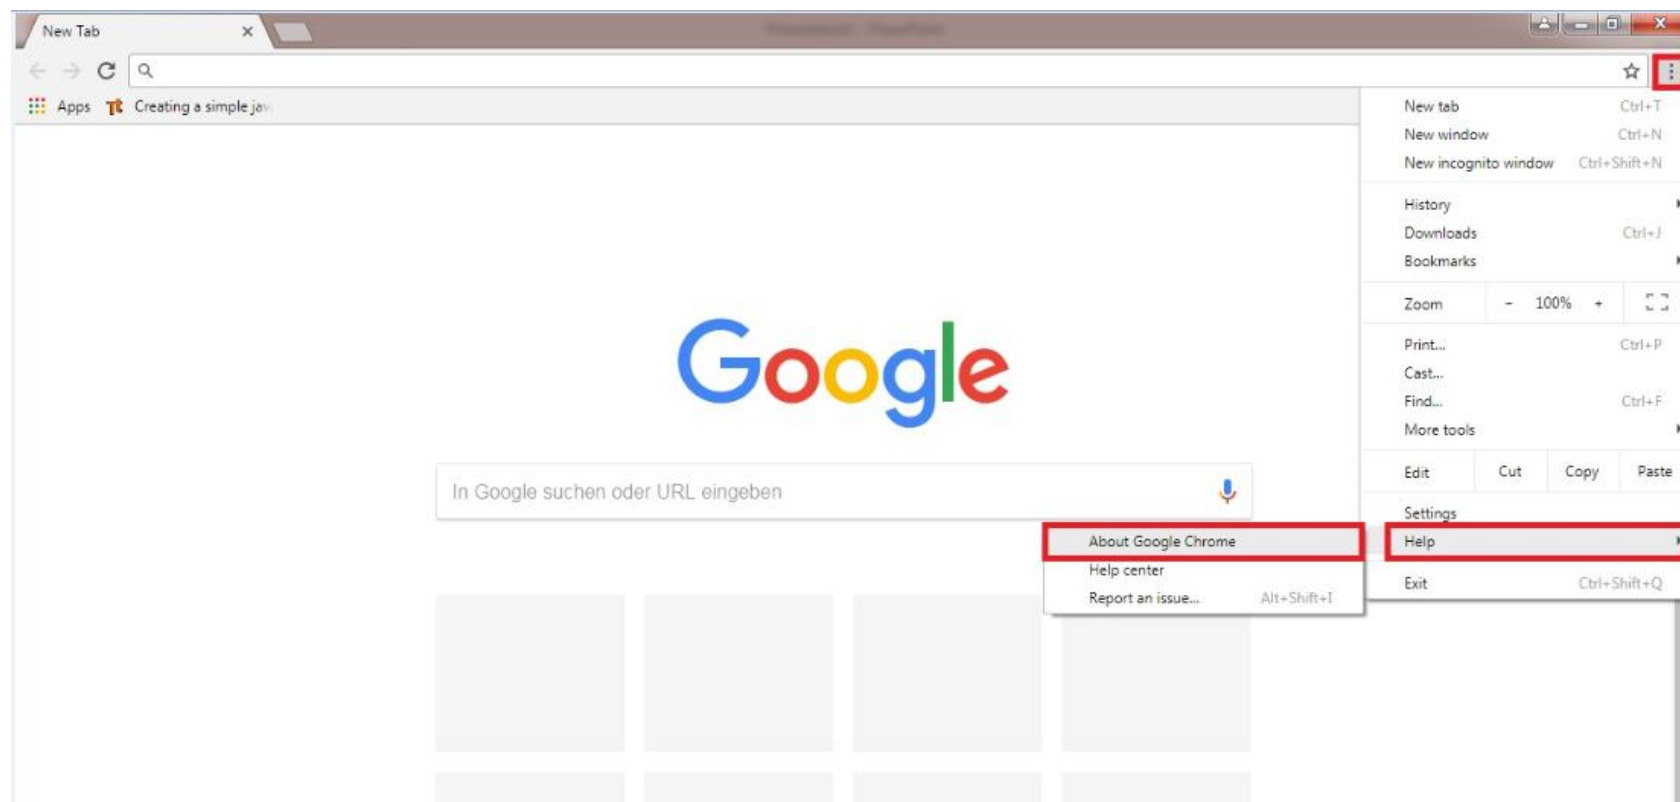 New Tab
Apps Creating a simple jav
New tab Ctrl+T
New window Ctrl+N
New incognito window Ctrl+Shift+N
History
Downloads Ctrl+J
Bookmarks
Zoom - 100% +
Print... Ctrl+P
Cast...
Find... Ctrl+F
More tools
Edit Cut Copy Paste
Settings
Help
Exit Ctrl+Shift+Q
Google
In Google suchen oder URL eingeben
About Google Chrome
Help center
Report an issue... Alt+Shift+I